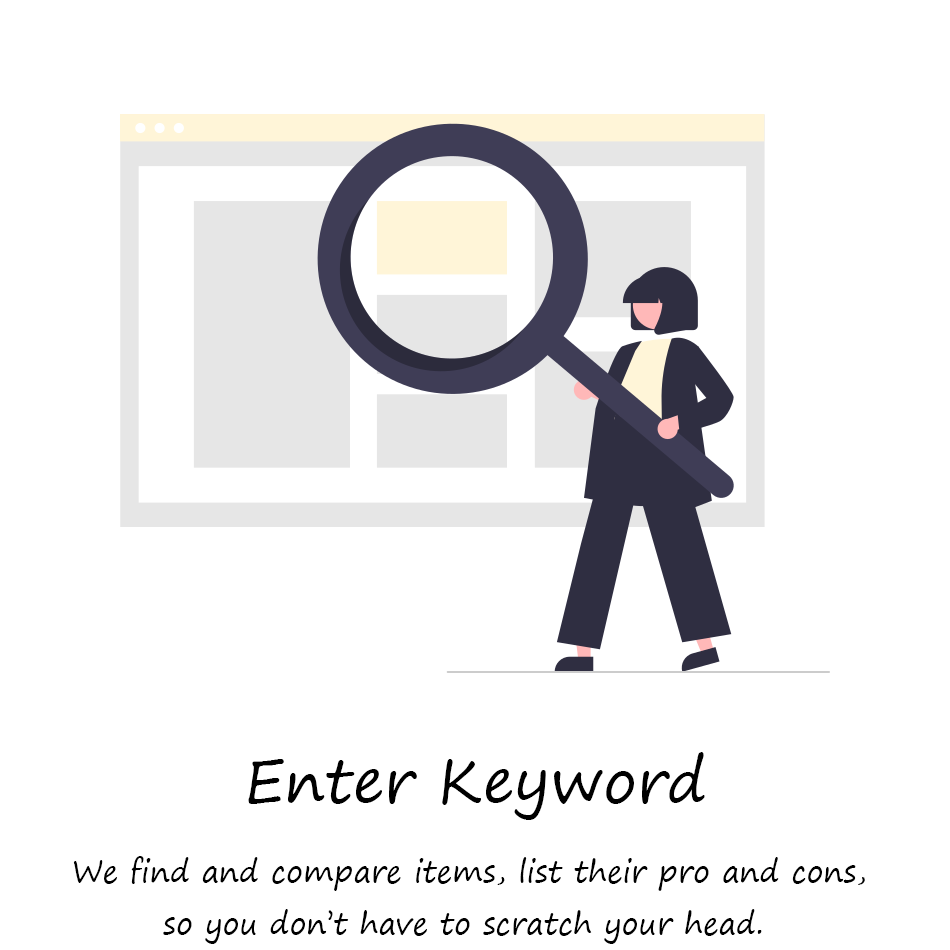 Enter Keyword
We find and compare items, list their pro and cons,
so you don't have to scratch your head.